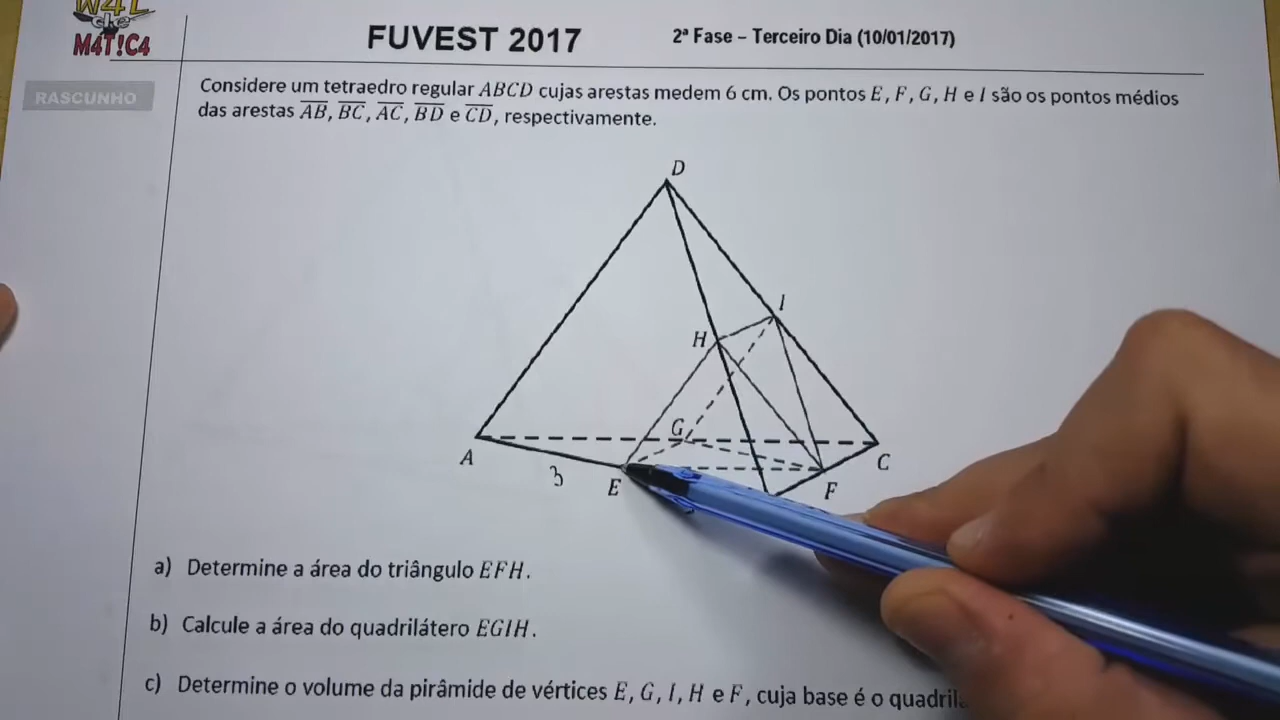 W4L
che
M4T!C4
FUVEST 2017
2ª Fase – Terceiro Dia (10/01/2017)
RASCUNHO
Considere um tetraedro regular ABCD cujas arestas medem 6 cm. Os pontos E, F, G, H e I são os pontos médios
das arestas AB, BC, AC, BD e CD, respectivamente.
D
I
H
G
A
C
3
E
F
a) Determine a área do triângulo EFH.
b) Calcule a área do quadrilátero EGIH.
c) Determine o volume da pirâmide de vértices E, G, I, H e F, cuja base é o